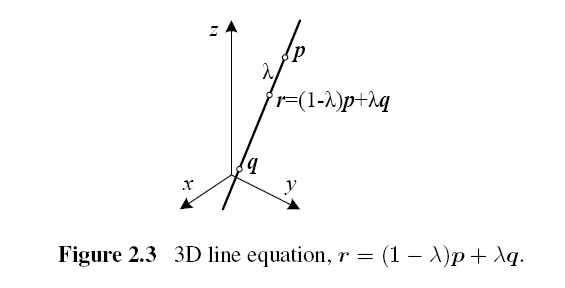 z
p
λ
r=(1-λ)p+λq
q
x
y
Figure 2.3 3D line equation, r = (1 − λ)p + λq.